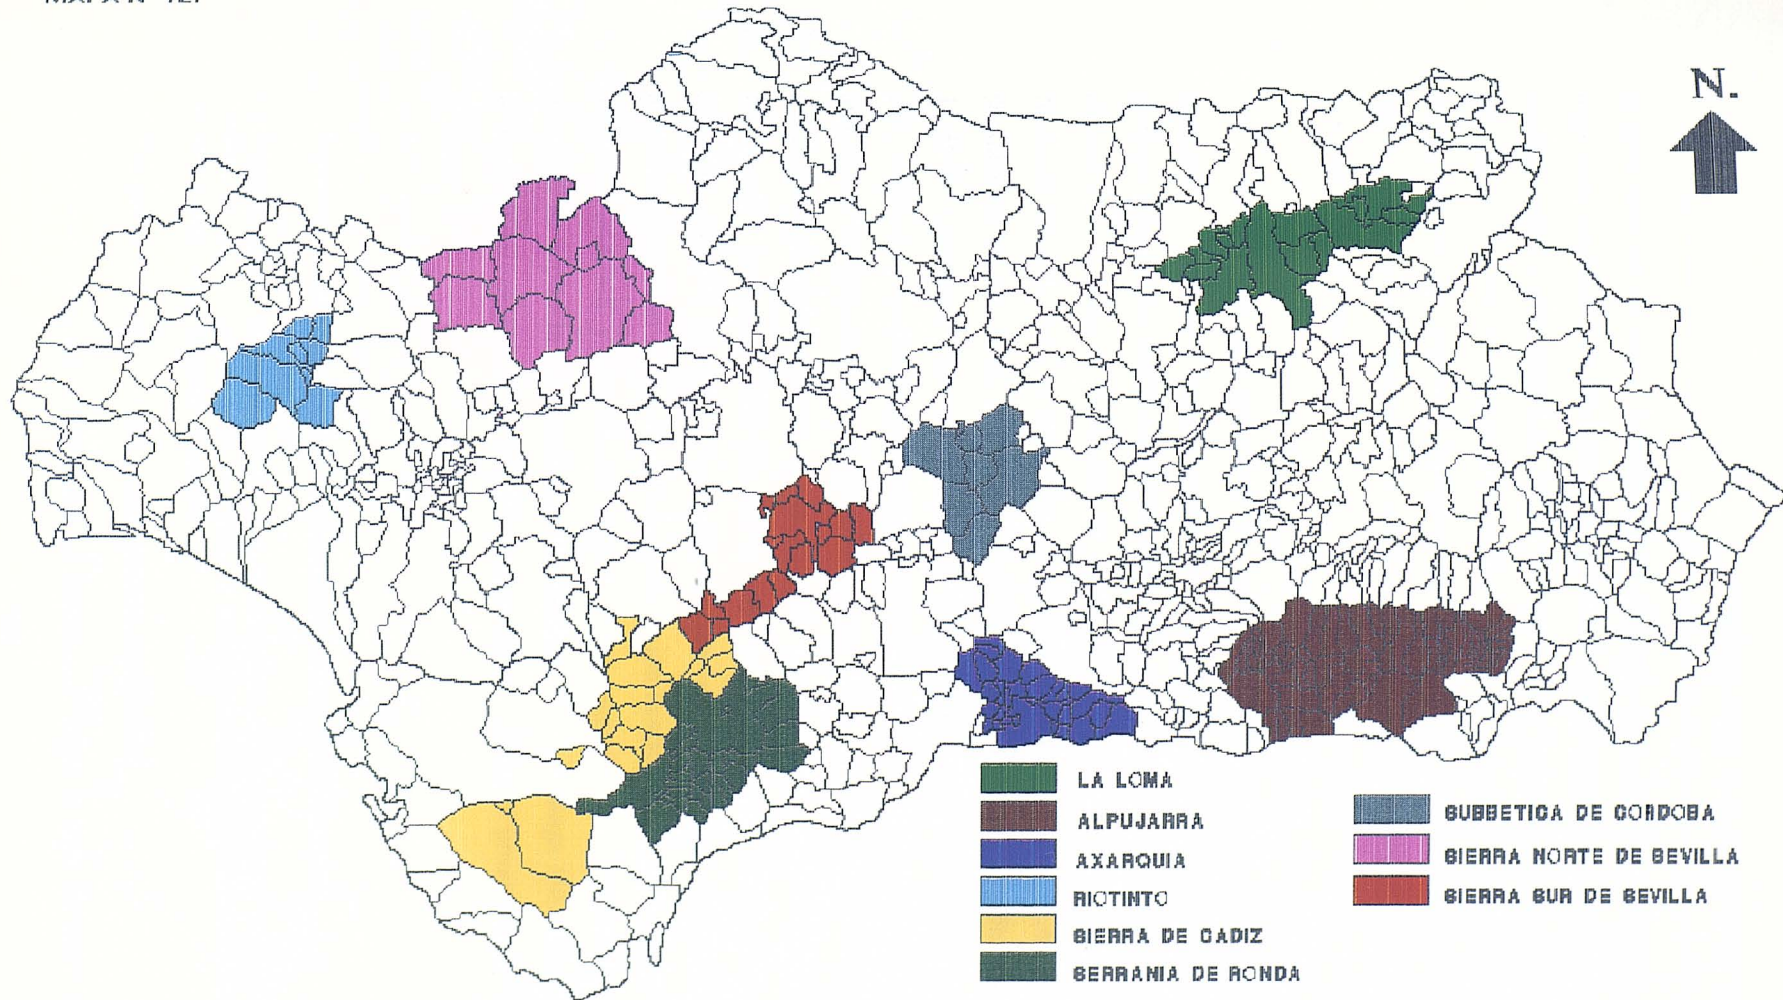 N.
LA LOMA
ALPUJARRA
AXARQUIA
RIOTINTO
SIERRA DE CADIZ
SERRANIA DE RONDA
SUBBETICA DE CORDOBA
SIERRA NORTE DE SEVILLA
SIERRA SUR DE SEVILLA